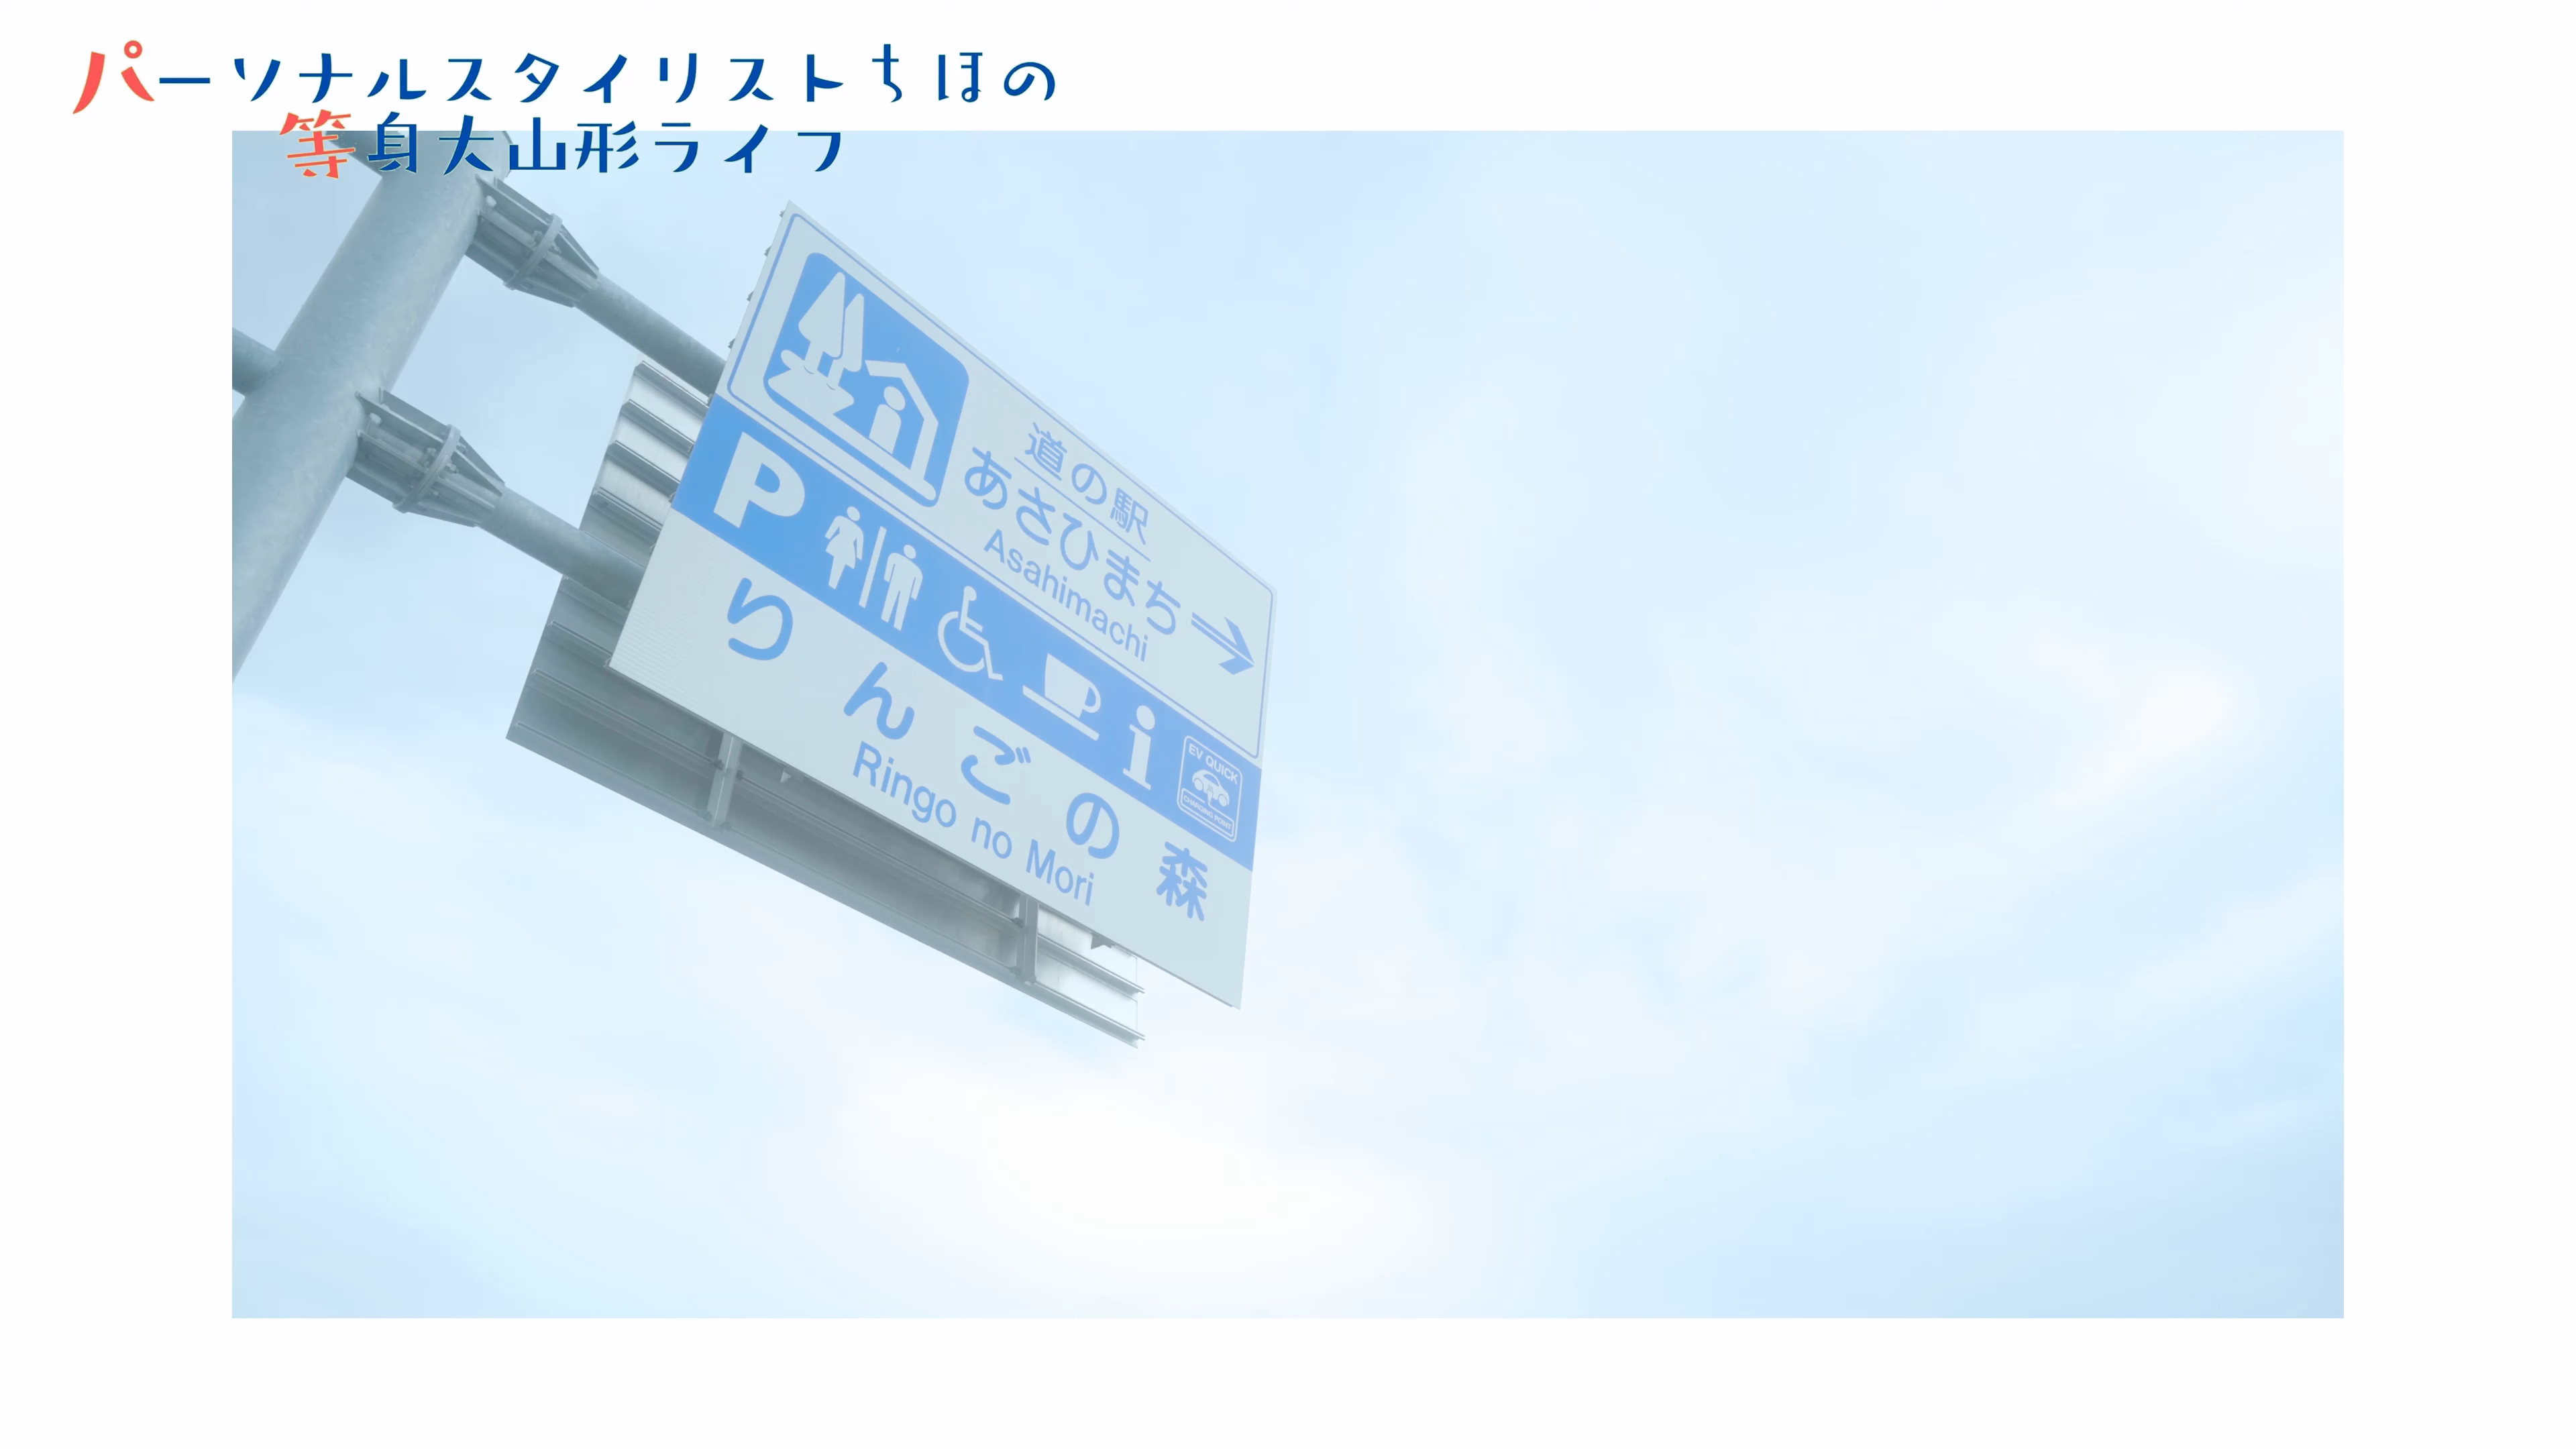 パーソナルスタイリストちほの
等身大山形ライフ
道の駅
あさひまち
Asahimachi
P
i
EV QUICK
CHARGING POINT
りんごの森
Ringo no Mori